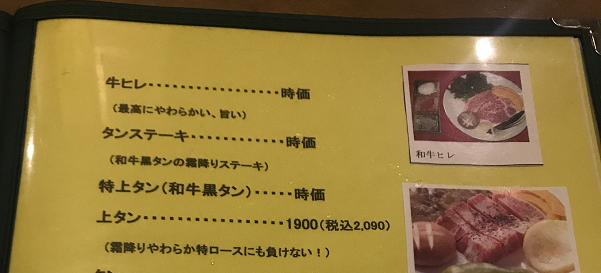 牛ヒレ・・・・・・・・・・・・・・・・・時価
（最高にやわらかい、旨い）
タンステーキ・・・・・・・・・・・・時価
（和牛黒タンの霜降りステーキ）
特上タン（和牛黒タン）・・・・・時価
上タン・・・・・・・・・・・・・・・・・1900（税込2,090）
（霜降りやわらか特ロースにも負けない！）
和牛ヒレ